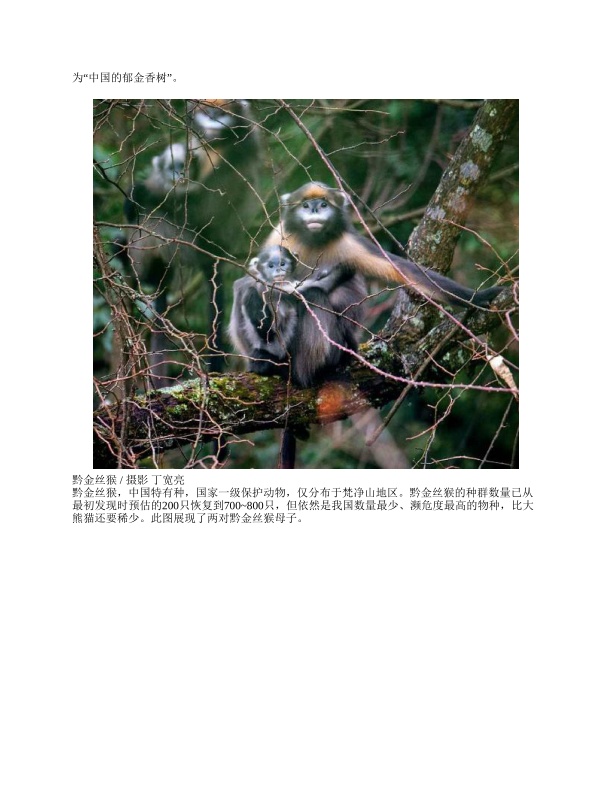 为“中国的郁金香树”。
黔金丝猴 / 摄影 丁宽亮
黔金丝猴，中国特有种，国家一级保护动物，仅分布于梵净山地区。黔金丝猴的种群数量已从
最初发现时预估的200只恢复到700~800只，但依然是我国数量最少、濒危度最高的物种，比大
熊猫还要稀少。此图展现了两对黔金丝猴母子。